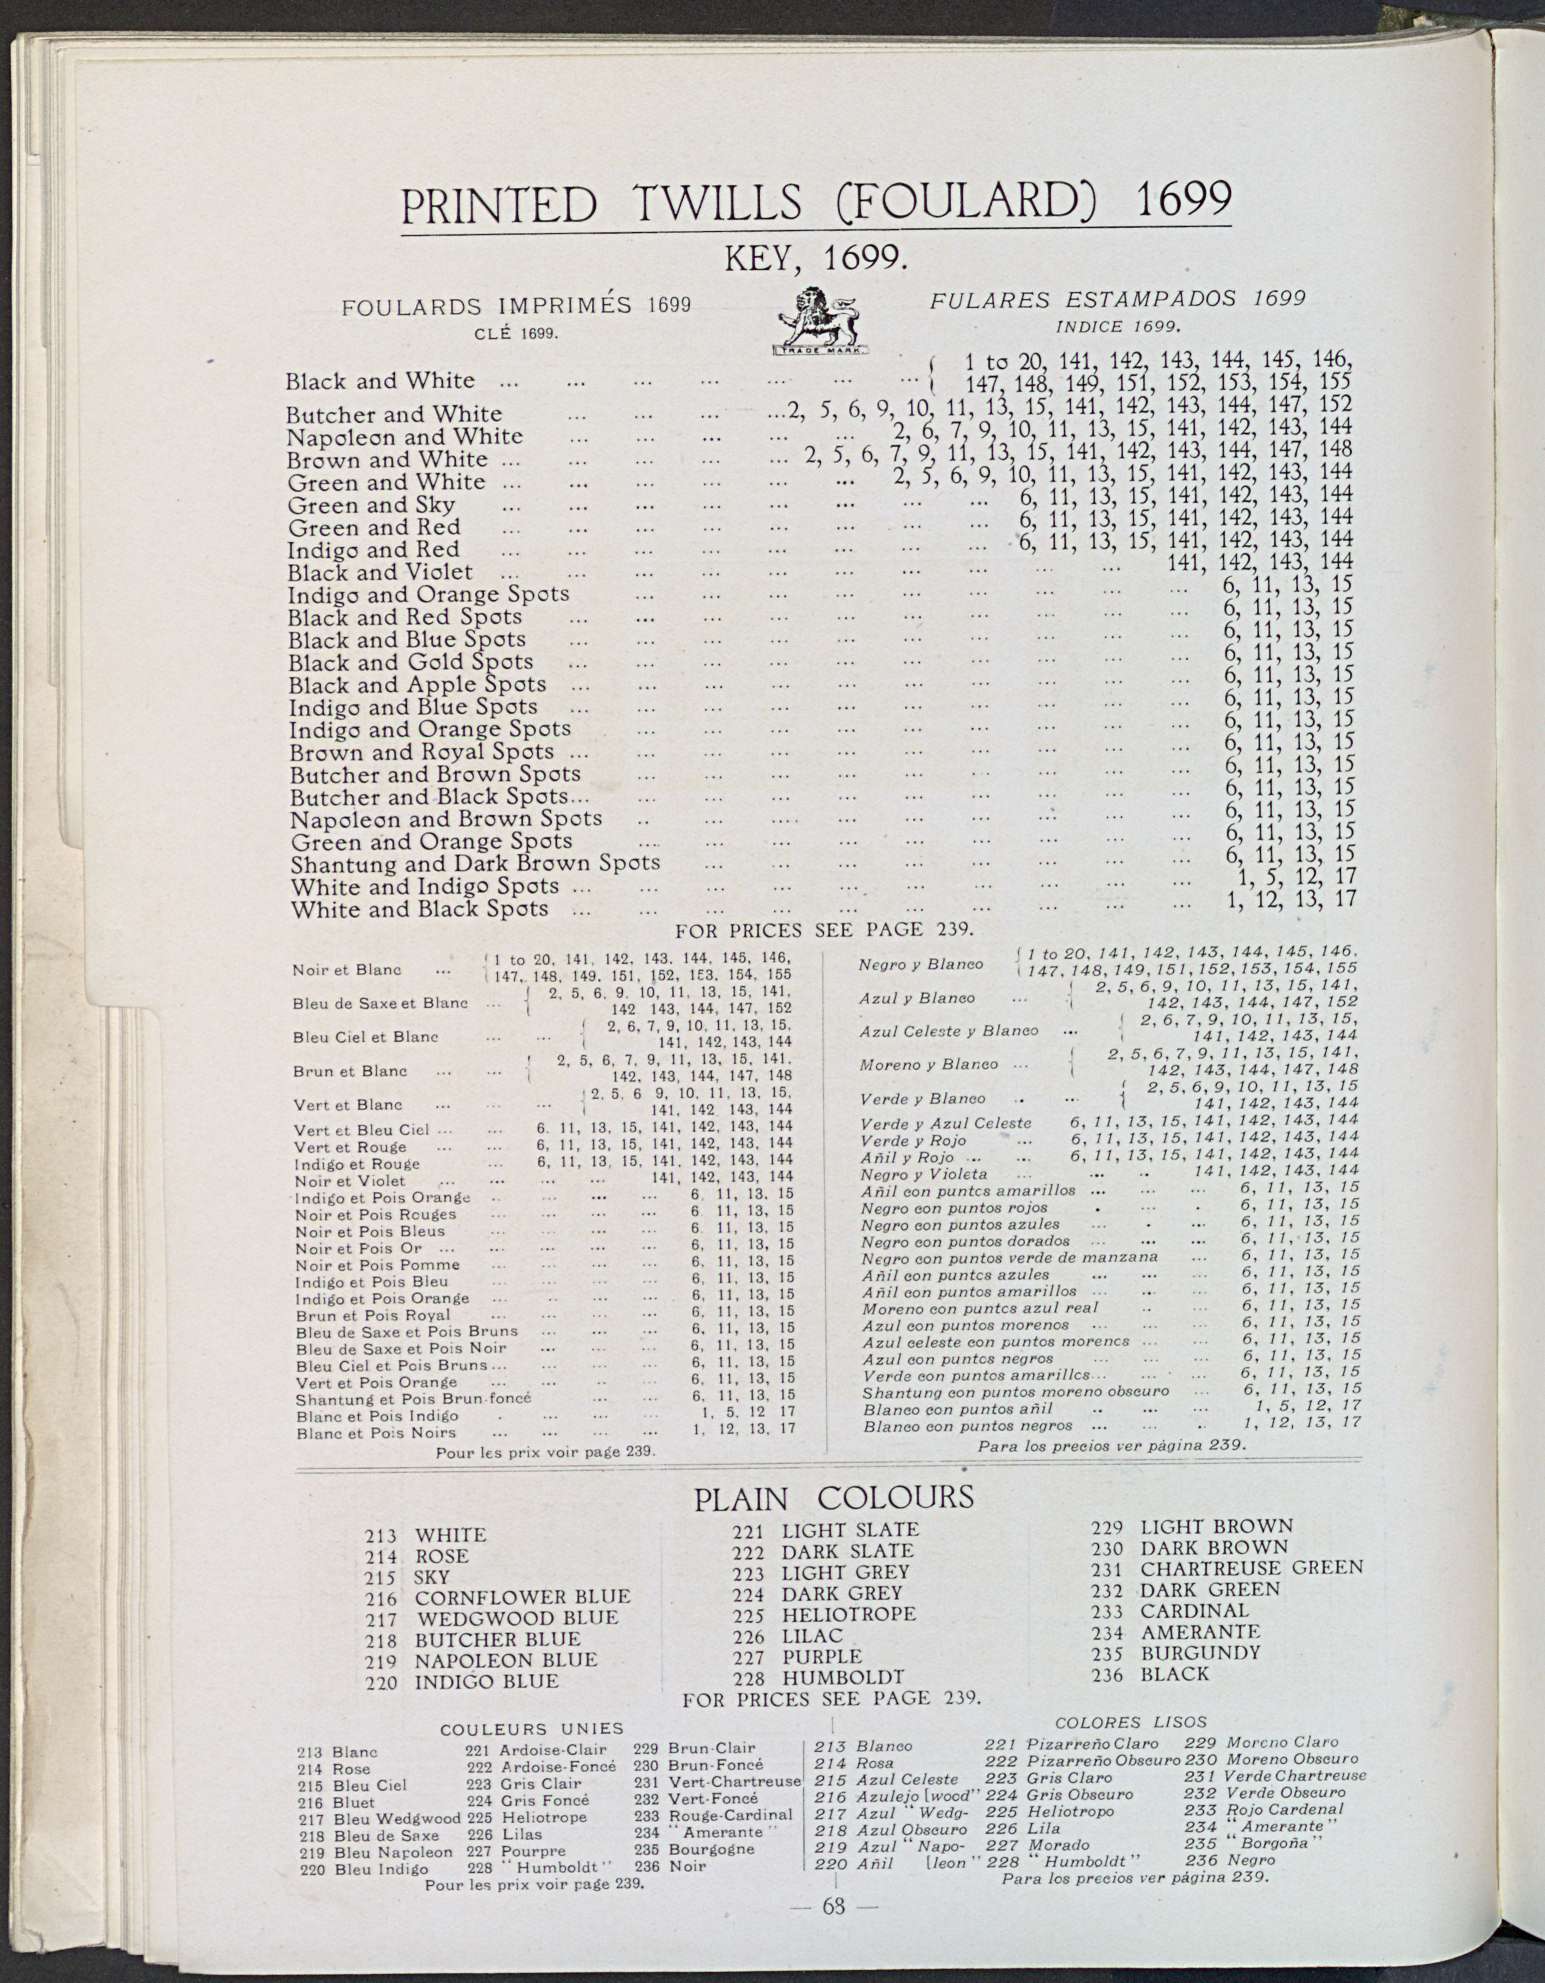 PRINTED TWILLS (FOULARD) 1699
KEY, 1699.
FOULARDS IMPRIMÉS 1699
CLÉ 1699.
TRADE MARK.
FULARES ESTAMPADOS 1699
INDICE 1699.
Black and White ... ... ... ... ... ... ... { 1 to 20, 141, 142, 143, 144, 145, 146,
147, 148, 149, 151, 152, 153, 154, 155
Butcher and White ... ... ... ...2, 5, 6, 9, 10, 11, 13, 15, 141, 142, 143, 144, 147, 152
Napoleon and White ... ... ... ... ... 2, 6, 7, 9, 10, 11, 13, 15, 141, 142, 143, 144
Brown and White ... ... ... ... ... 2, 5, 6, 7, 9, 11, 13, 15, 141, 142, 143, 144, 147, 148
Green and White ... ... ... ... ... ... 2, 5, 6, 9, 10, 11, 13, 15, 141, 142, 143, 144
Green and Sky ... ... ... ... ... ... ... ... 6, 11, 13, 15, 141, 142, 143, 144
Green and Red ... ... ... ... ... ... ... ... 6, 11, 13, 15, 141, 142, 143, 144
Indigo and Red ... ... ... ... ... ... ... ... 6, 11, 13, 15, 141, 142, 143, 144
Black and Violet ... ... ... ... ... ... ... ... ... ... 141, 142, 143, 144
Indigo and Orange Spots ... ... ... ... ... ... ... ... ... 6, 11, 13, 15
Black and Red Spots ... ... ... ... ... ... ... ... ... ... 6, 11, 13, 15
Black and Blue Spots ... ... ... ... ... ... ... ... ... ... 6, 11, 13, 15
Black and Gold Spots ... ... ... ... ... ... ... ... ... ... 6, 11, 13, 15
Black and Apple Spots ... ... ... ... ... ... ... ... ... ... 6, 11, 13, 15
Indigo and Blue Spots ... ... ... ... ... ... ... ... ... ... 6, 11, 13, 15
Indigo and Orange Spots ... ... ... ... ... ... ... ... ... 6, 11, 13, 15
Brown and Royal Spots ... ... ... ... ... ... ... ... ... ... 6, 11, 13, 15
Butcher and Brown Spots ... ... ... ... ... ... ... ... ... 6, 11, 13, 15
Butcher and Black Spots... ... ... ... ... ... ... ... ... ... 6, 11, 13, 15
Napoleon and Brown Spots .. ... .... ... ... ... ... ... ... 6, 11, 13, 15
Green and Orange Spots .... ... ... ... ... ... ... ... ... 6, 11, 13, 15
Shantung and Dark Brown Spots ... ... ... ... ... ... ... ... 6, 11, 13, 15
White and Indigo Spots ... ... ... ... ... ... ... ... ... ... 1, 5, 12, 17
White and Black Spots ... ... ... ... ... ... ... ... ... ... 1, 12, 13, 17
FOR PRICES SEE PAGE 239.
Noir et Blanc ... { 1 to 20, 141, 142, 143, 144, 145, 146,
147, 148, 149, 151, 152, 153, 154, 155
Bleu de Saxe et Blanc ... { 2, 5, 6, 9, 10, 11, 13, 15, 141,
142 143, 144, 147, 152
Bleu Ciel et Blanc ... ... { 2, 6, 7, 9, 10, 11, 13, 15,
141, 142, 143, 144
Brun et Blanc ... ... { 2, 5, 6, 7, 9, 11, 13, 15, 141.
142, 143, 144, 147, 148
Vert et Blanc ... ... ... { 2, 5, 6 9, 10, 11, 13, 15,
141, 142 143, 144
Vert et Bleu Ciel ... ... 6. 11, 13, 15, 141, 142, 143, 144
Vert et Rouge ... ... 6, 11, 13, 15, 141, 142, 143, 144
Indigo et Rouge ... 6, 11, 13, 15, 141, 142, 143, 144
Noir et Violet ... ... ... ... 141, 142, 143, 144
Indigo et Pois Orange .. ... ... ... 6. 11, 13, 15
Noir et Pois Rouges ... ... ... ... 6 11, 13, 15
Noir et Pois Bleus ... ... ... ... 6. 11, 13, 15
Noir et Pois Or ... ... ... ... ... 6, 11, 13, 15
Noir et Pois Pomme ... ... ... ... 6, 11, 13, 15
Indigo et Pois Bleu ... ... ... ... 6, 11, 13, 15
Indigo et Pois Orange ... .. ... ... 6, 11, 13, 15
Brun et Pois Royal ... ... ... ... 6, 11, 13, 15
Bleu de Saxe et Pois Bruns ... ... ... 6, 11, 13, 15
Bleu de Saxe et Pois Noir ... ... ... 6, 11, 13, 15
Bleu Ciel et Pois Bruns ... ... ... ... 6, 11, 13, 15
Vert et Pois Orange ... ... .. ... 6, 11, 13, 15
Shantung et Pois Brun-foncé ... ... 6, 11, 13, 15
Blanc et Pois Indigo . ... ... ... 1, 5, 12 17
Blanc et Pois Noirs ... ... ... ... 1, 12, 13, 17
Pour les prix voir page 239.
Negro y Blanco { 1 to 20, 141, 142, 143, 144, 145, 146,
147, 148, 149, 151, 152, 153, 154, 155
Azul y Blanco ... { 2, 5, 6, 9, 10, 11, 13, 15, 141,
142, 143, 144, 147, 152
Azul Celeste y Blanco ... { 2, 6, 7, 9, 10, 11, 13, 15,
141, 142, 143, 144
Moreno y Blanco ... { 2, 5, 6, 7, 9, 11, 13, 15, 141,
142, 143, 144, 147, 148
Verde y Blanco .. ... { 2, 5, 6, 9, 10, 11, 13, 15
141, 142, 143, 144
Verde y Azul Celeste 6, 11, 13, 15, 141, 142, 143, 144
Verde y Rojo ... 6, 11, 13, 15, 141, 142, 143, 144
Añil y Rojo ... ... 6, 11, 13, 15, 141, 142, 143, 144
Negro y Violeta ... ... .. 141, 142, 143, 144
Añil con puntos amarillos ... ... ... 6, 11, 13, 15
Negro con puntos rojos . ... . 6, 11, 13, 15
Negro con puntos azules ... . ... 6, 11, 13, 15
Negro con puntos dorados ... ... ... 6, 11, 13, 15
Negro con puntos verde de manzana ... 6, 11, 13, 15
Añil con puntos azules ... ... ... 6, 11, 13, 15
Añil con puntos amarillos ... ... ... 6, 11, 13, 15
Moreno con puntos azul real .. ... 6, 11, 13, 15
Azul con puntos morenos ... ... ... 6, 11, 13, 15
Azul celeste con puntos morenos ... ... 6, 11, 13, 15
Azul con puntos negros ... ... ... 6, 11, 13, 15
Verde con puntos amarillos... ... ... 6, 11, 13, 15
Shantung con puntos moreno obscuro ... 6, 11, 13, 15
Blanco con puntos añil .. ... ... 1, 5, 12, 17
Blanco con puntos negros ... ... .. 1, 12, 13, 17
Para los precios ver página 239.
PLAIN COLOURS
213 WHITE
214 ROSE
215 SKY
216 CORNFLOWER BLUE
217 WEDGWOOD BLUE
218 BUTCHER BLUE
219 NAPOLEON BLUE
220 INDIGO BLUE
221 LIGHT SLATE
222 DARK SLATE
223 LIGHT GREY
224 DARK GREY
225 HELIOTROPE
226 LILAC
227 PURPLE
228 HUMBOLDT
229 LIGHT BROWN
230 DARK BROWN
231 CHARTREUSE GREEN
232 DARK GREEN
233 CARDINAL
234 AMERANTE
235 BURGUNDY
236 BLACK
FOR PRICES SEE PAGE 239.
COULEURS UNIES
213 Blanc
214 Rose
215 Bleu Ciel
216 Bluet
217 Bleu Wedgwood
218 Bleu de Saxe
219 Bleu Napoleon
220 Bleu Indigo
221 Ardoise-Clair
222 Ardoise-Foncé
223 Gris Clair
224 Gris Foncé
225 Heliotrope
226 Lilas
227 Pourpre
228 "Humboldt"
229 Brun-Clair
230 Brun-Foncé
231 Vert-Chartreuse
232 Vert-Foncé
233 Rouge-Cardinal
234 "Amerante"
235 Bourgogne
236 Noir
Pour les prix voir page 239.
COLORES LISOS
213 Blanco
214 Rosa
215 Azul Celeste
216 Azulejo [wood"
217 Azul "Wedg-
218 Azul Obscuro
219 Azul "Napo-
220 Añil [leon"
221 Pizarreño Claro
222 Pizarreño Obscuro
223 Gris Claro
224 Gris Obscuro
225 Heliotropo
226 Lila
227 Morado
228 "Humboldt"
229 Moreno Claro
230 Moreno Obscuro
231 Verde Chartreuse
232 Verde Obscuro
233 Rojo Cardenal
234 "Amerante"
235 "Borgoña"
236 Negro
Para los precios ver página 239.
— 68 —